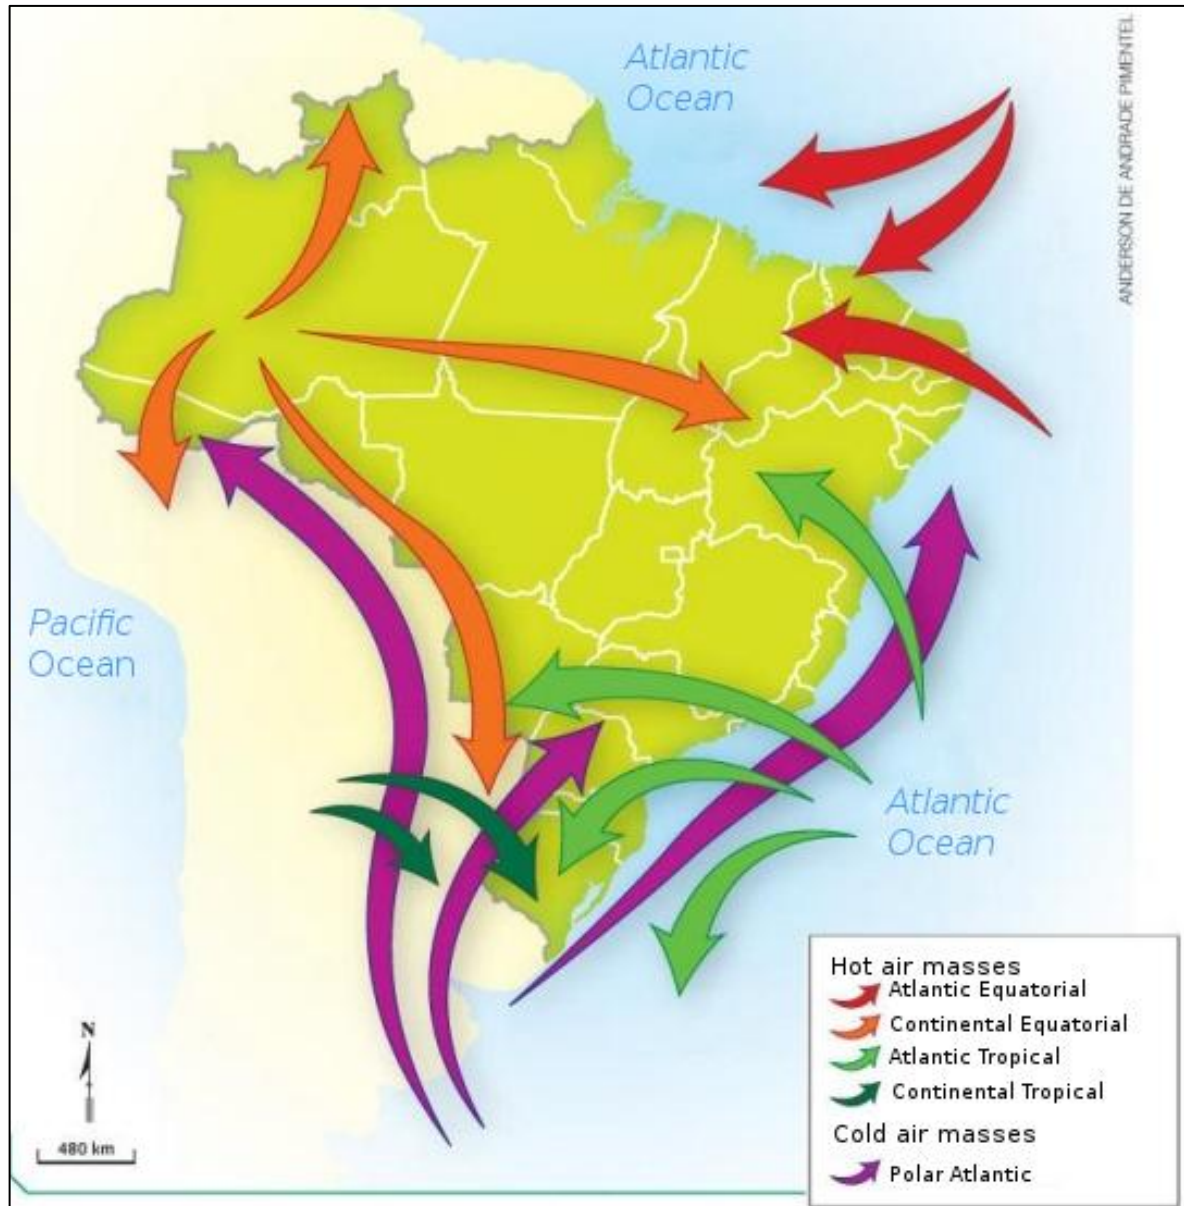 Atlantic
Ocean
ANDERSON DE ANDRADE PIMENTEL
Pacific
Ocean
Atlantic
Ocean
N
480 km
Hot air masses
Atlantic Equatorial
Continental Equatorial
Atlantic Tropical
Continental Tropical
Cold air masses
Polar Atlantic